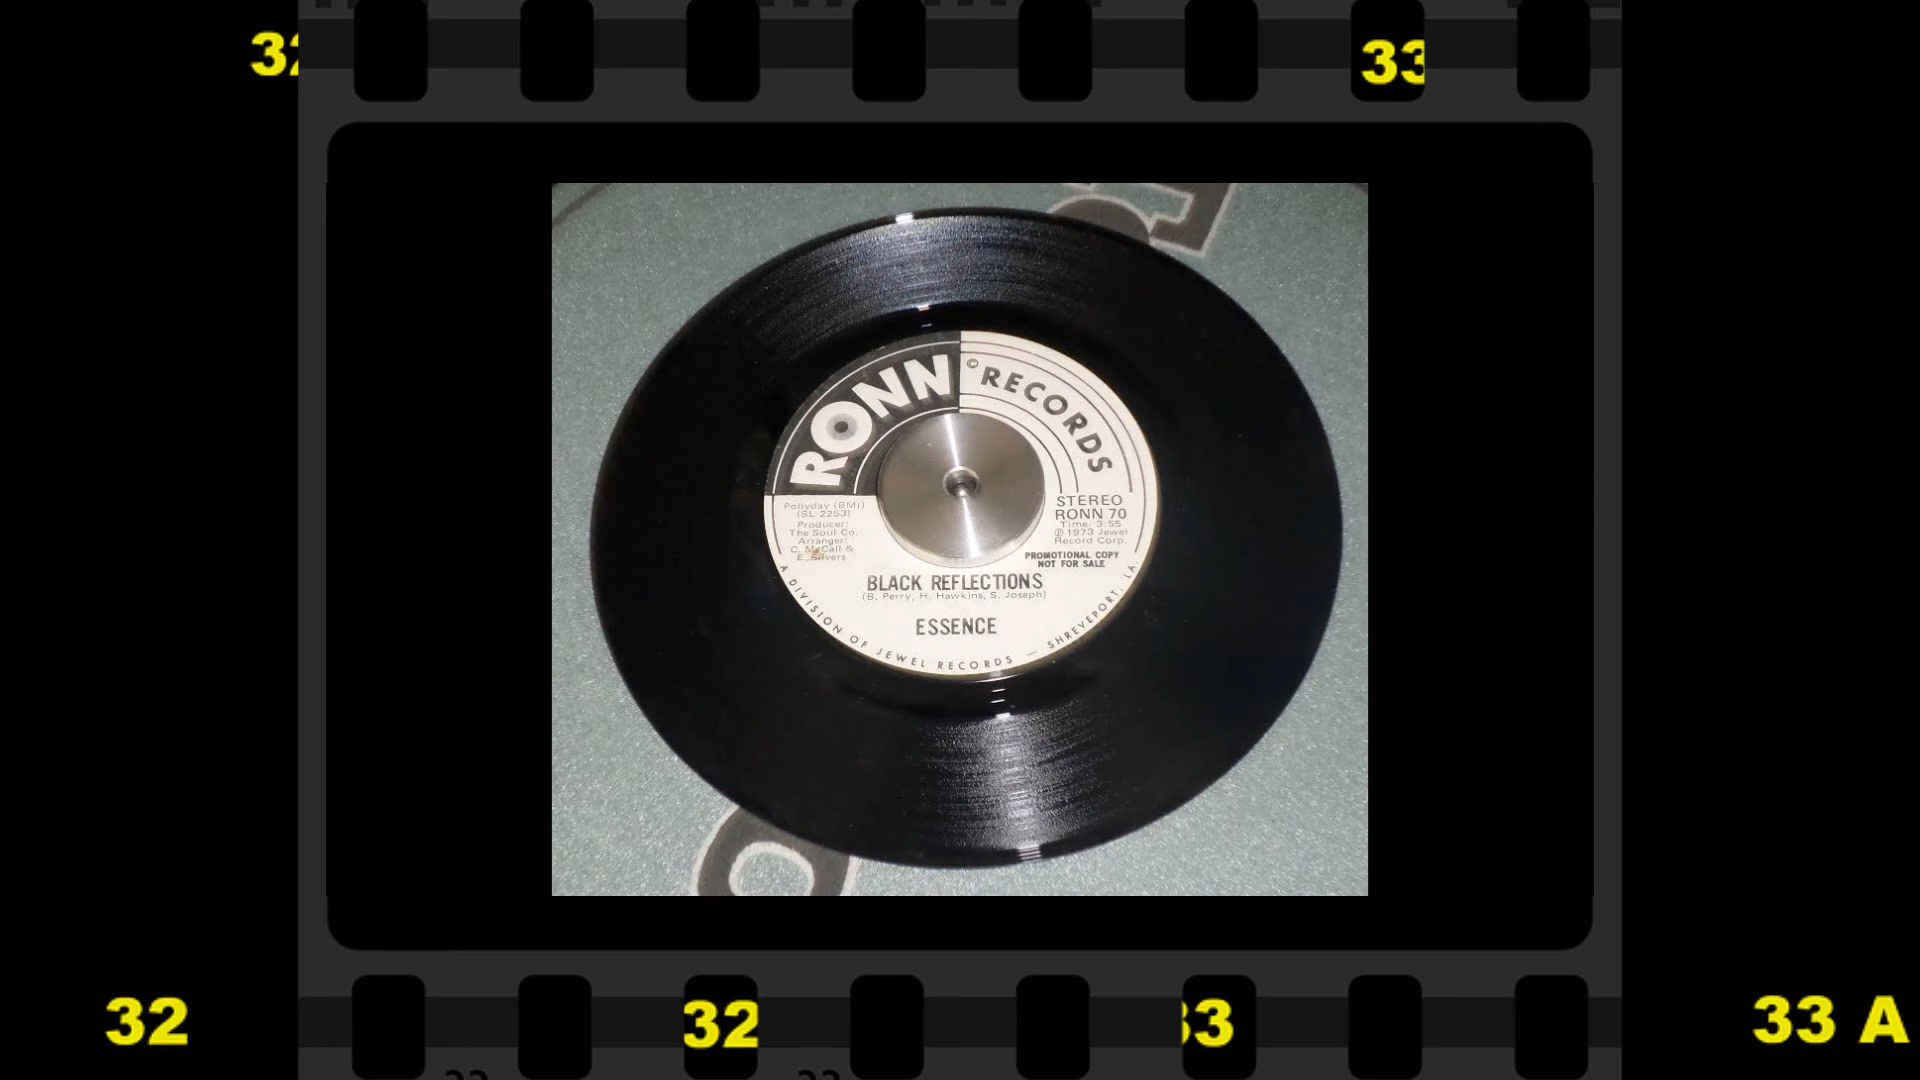 33
RONN
© RECORDS
Pollyday (BMI)
(SL-2253)
Producer:
The Soul Co.
Arranger:
C. McCall &
E. Silvers
STEREO
RONN 70
Time: 3:55
℗ 1973 Jewel
Record Corp.
PROMOTIONAL COPY
NOT FOR SALE
BLACK REFLECTIONS
(B. Perry, H. Hawkins, S. Joseph)
ESSENCE
A DIVISION OF JEWEL RECORDS — SHREVEPORT, LA.
32
32
33
33 A